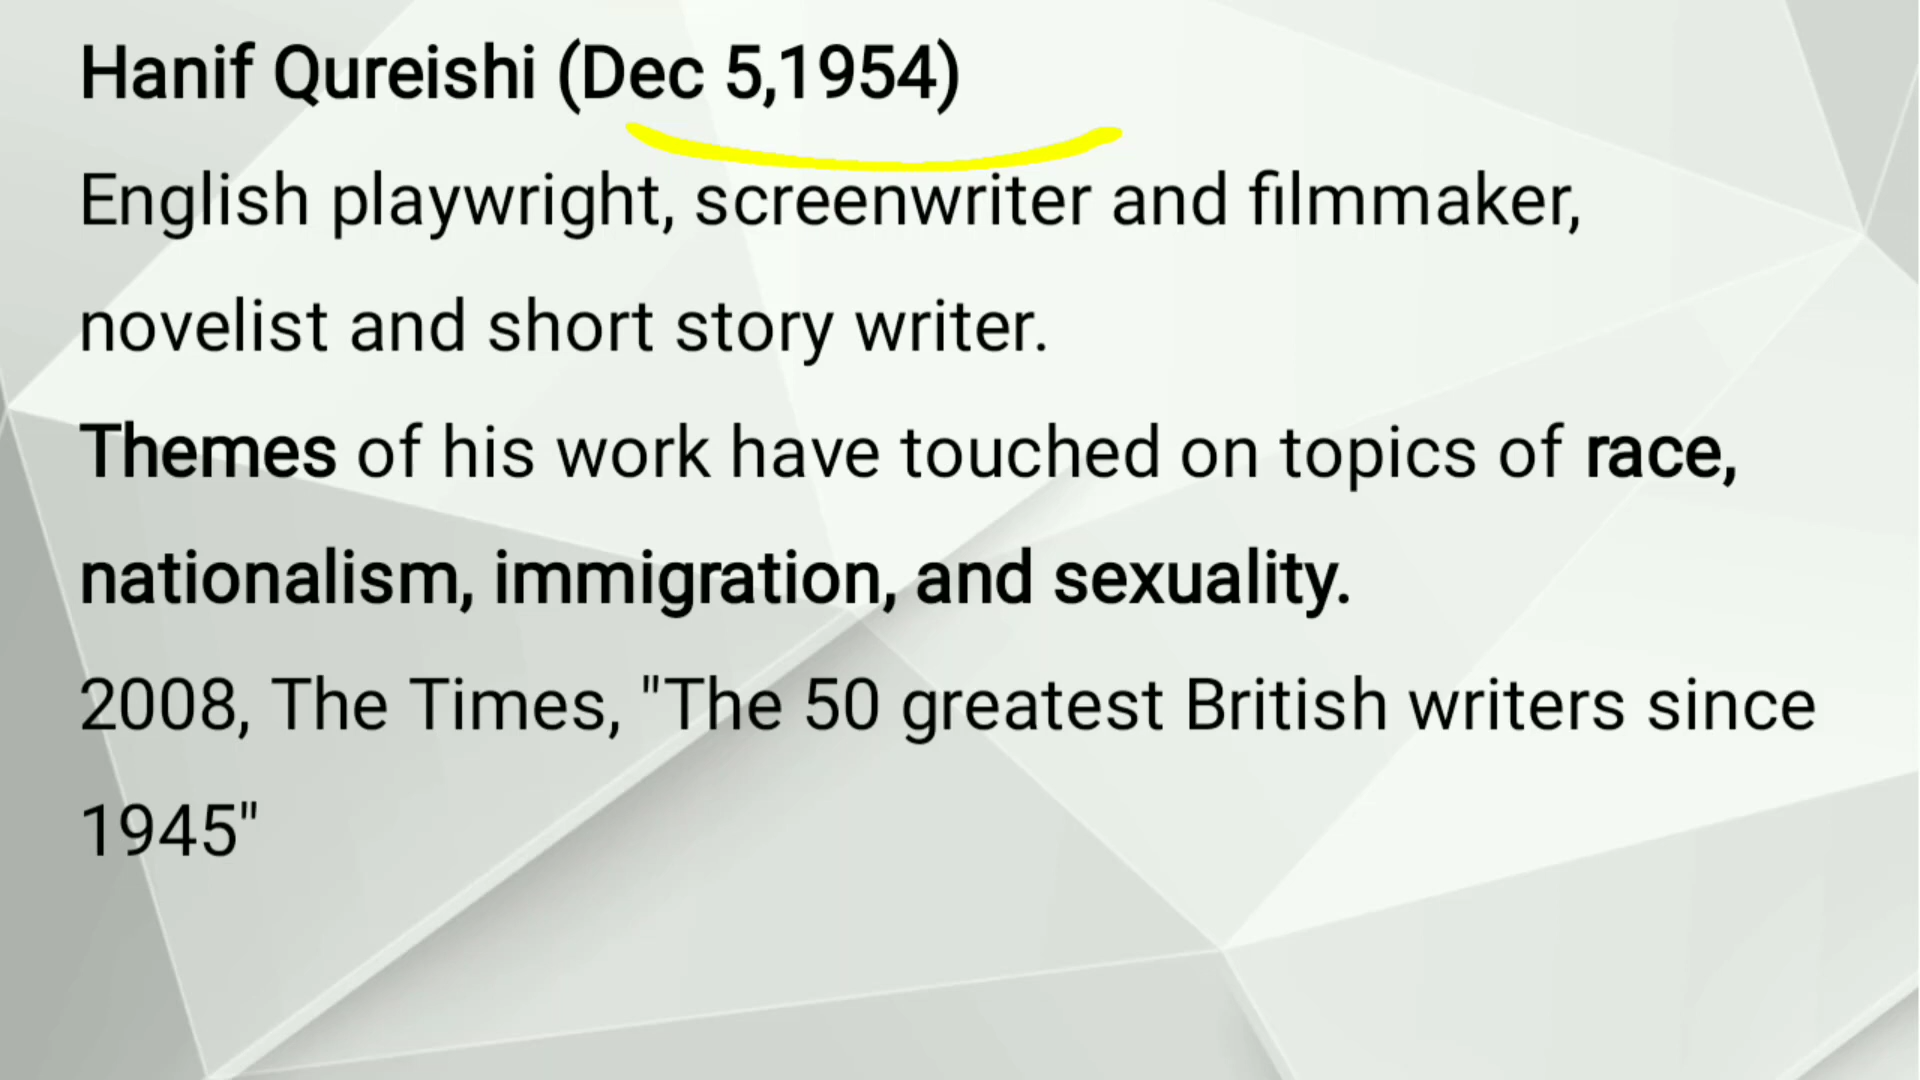 Hanif Qureishi (Dec 5,1954)
English playwright, screenwriter and filmmaker,
novelist and short story writer.
Themes of his work have touched on topics of race,
nationalism, immigration, and sexuality.
2008, The Times, "The 50 greatest British writers since
1945"